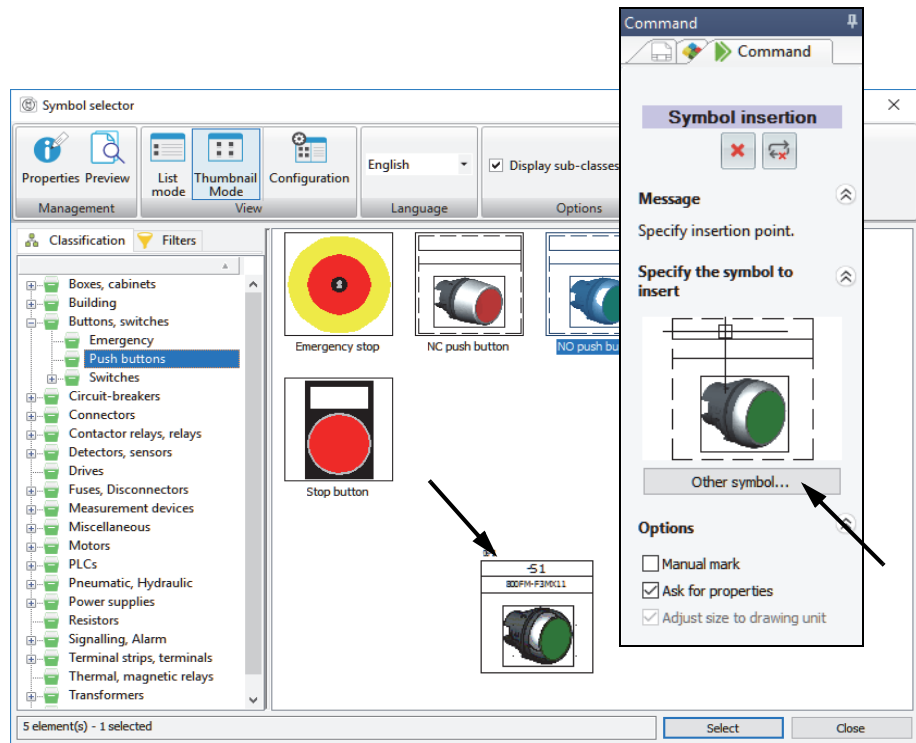 Symbol selector
Properties
Preview
List
mode
Thumbnail
Mode
Configuration
English
Display sub-classes
Management
View
Language
Options
Classification
Filters
Boxes, cabinets
Building
Buttons, switches
Emergency
Push buttons
Switches
Circuit-breakers
Connectors
Contactor relays, relays
Detectors, sensors
Drives
Fuses, Disconnectors
Measurement devices
Miscellaneous
Motors
PLCs
Pneumatic, Hydraulic
Power supplies
Resistors
Signalling, Alarm
Terminal strips, terminals
Thermal, magnetic relays
Transformers
Emergency stop
NC push button
NO push bu
Stop button
-S1
800FM-F3MX11
5 element(s) - 1 selected
Select
Close
Command
Command
Symbol insertion
Message
Specify insertion point.
Specify the symbol to
insert
Other symbol...
Options
Manual mark
Ask for properties
Adjust size to drawing unit